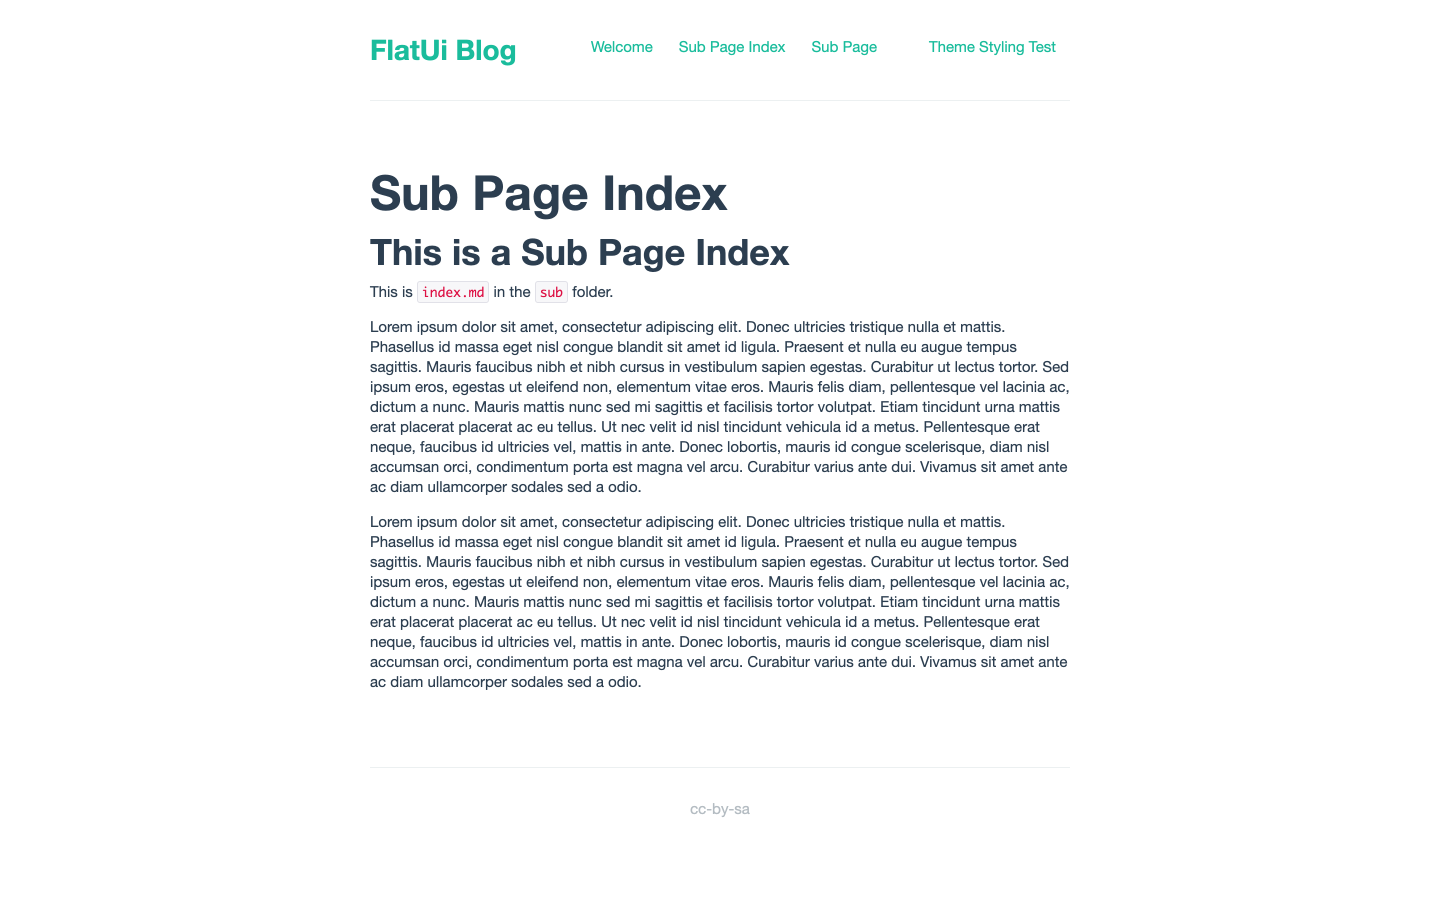 FlatUi Blog
Welcome Sub Page Index Sub Page Theme Styling Test
Sub Page Index
This is a Sub Page Index
This is index.md in the sub folder.
Lorem ipsum dolor sit amet, consectetur adipiscing elit. Donec ultricies tristique nulla et mattis.
Phasellus id massa eget nisl congue blandit sit amet id ligula. Praesent et nulla eu augue tempus
sagittis. Mauris faucibus nibh et nibh cursus in vestibulum sapien egestas. Curabitur ut lectus tortor. Sed
ipsum eros, egestas ut eleifend non, elementum vitae eros. Mauris felis diam, pellentesque vel lacinia ac,
dictum a nunc. Mauris mattis nunc sed mi sagittis et facilisis tortor volutpat. Etiam tincidunt urna mattis
erat placerat placerat ac eu tellus. Ut nec velit id nisl tincidunt vehicula id a metus. Pellentesque erat
neque, faucibus id ultricies vel, mattis in ante. Donec lobortis, mauris id congue scelerisque, diam nisl
accumsan orci, condimentum porta est magna vel arcu. Curabitur varius ante dui. Vivamus sit amet ante
ac diam ullamcorper sodales sed a odio.
Lorem ipsum dolor sit amet, consectetur adipiscing elit. Donec ultricies tristique nulla et mattis.
Phasellus id massa eget nisl congue blandit sit amet id ligula. Praesent et nulla eu augue tempus
sagittis. Mauris faucibus nibh et nibh cursus in vestibulum sapien egestas. Curabitur ut lectus tortor. Sed
ipsum eros, egestas ut eleifend non, elementum vitae eros. Mauris felis diam, pellentesque vel lacinia ac,
dictum a nunc. Mauris mattis nunc sed mi sagittis et facilisis tortor volutpat. Etiam tincidunt urna mattis
erat placerat placerat ac eu tellus. Ut nec velit id nisl tincidunt vehicula id a metus. Pellentesque erat
neque, faucibus id ultricies vel, mattis in ante. Donec lobortis, mauris id congue scelerisque, diam nisl
accumsan orci, condimentum porta est magna vel arcu. Curabitur varius ante dui. Vivamus sit amet ante
ac diam ullamcorper sodales sed a odio.
cc-by-sa